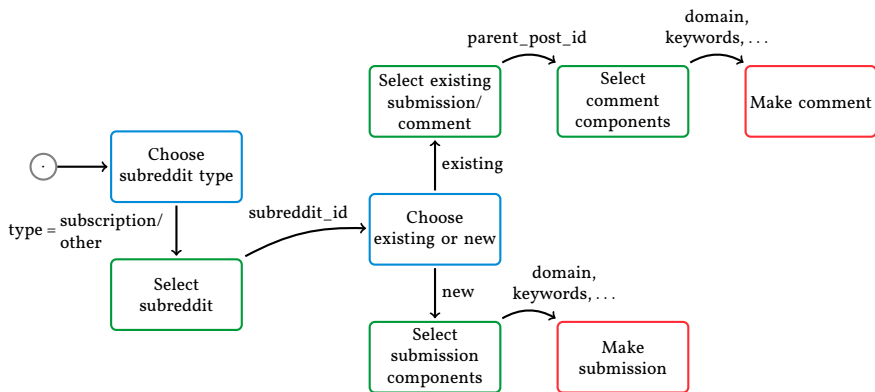 parent_post_id
domain,
keywords, ...
Select existing
submission/
comment
Select
comment
components
Make comment
Choose
subreddit type
existing
type = subscription/
other
subreddit_id
Choose
existing or new
Select
subreddit
new
domain,
keywords, ...
Select
submission
components
Make
submission